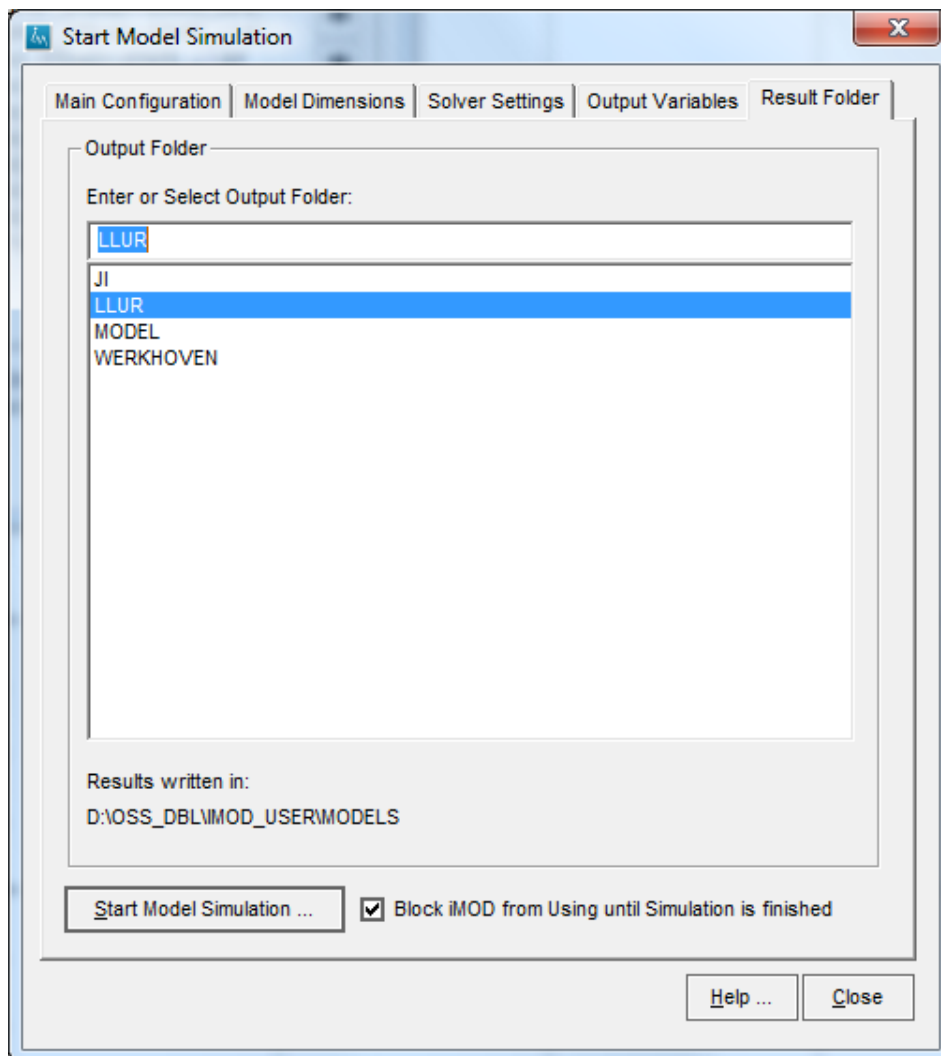 Start Model Simulation
Main Configuration Model Dimensions Solver Settings Output Variables Result Folder
Output Folder
Enter or Select Output Folder:
LLUR
JI
LLUR
MODEL
WERKHOVEN
Results written in:
D:\OSS_DBL\IMOD_USER\MODELS
Start Model Simulation ... Block iMOD from Using until Simulation is finished
Help ... Close